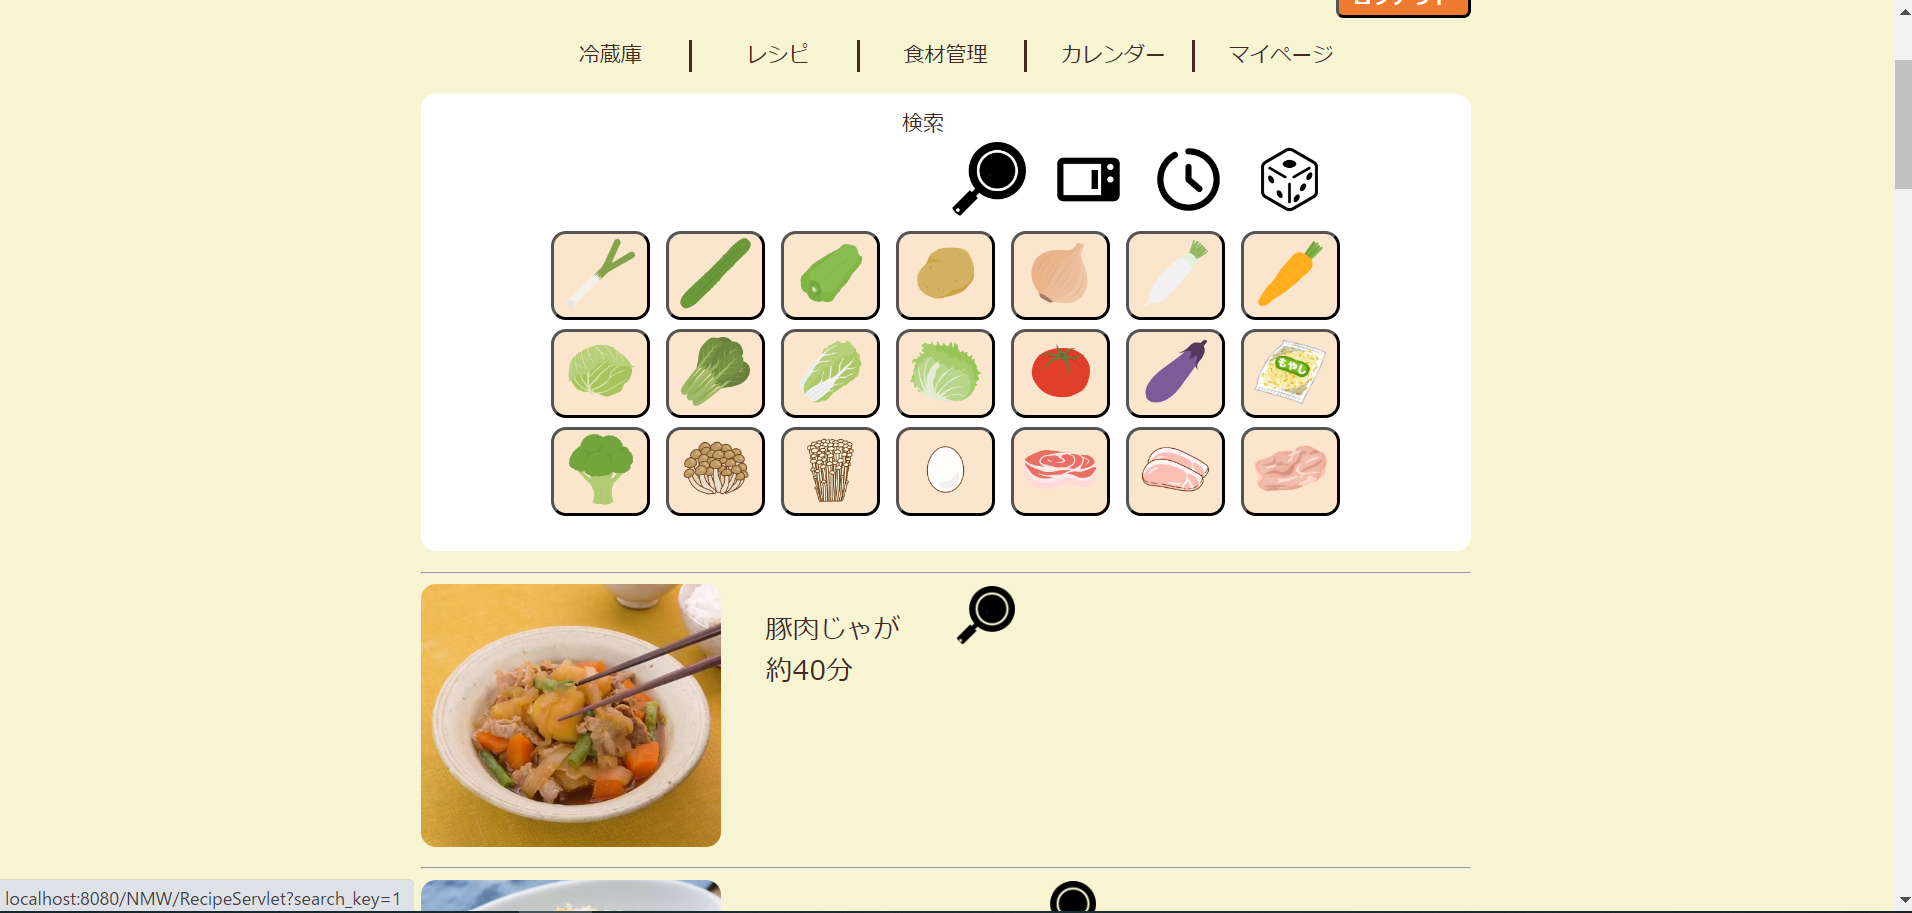 冷蔵庫
レシピ
食材管理
カレンダー
マイページ
検索
もやし
豚肉じゃが
約40分
localhost:8080/NMW/RecipeServlet?search_key=1